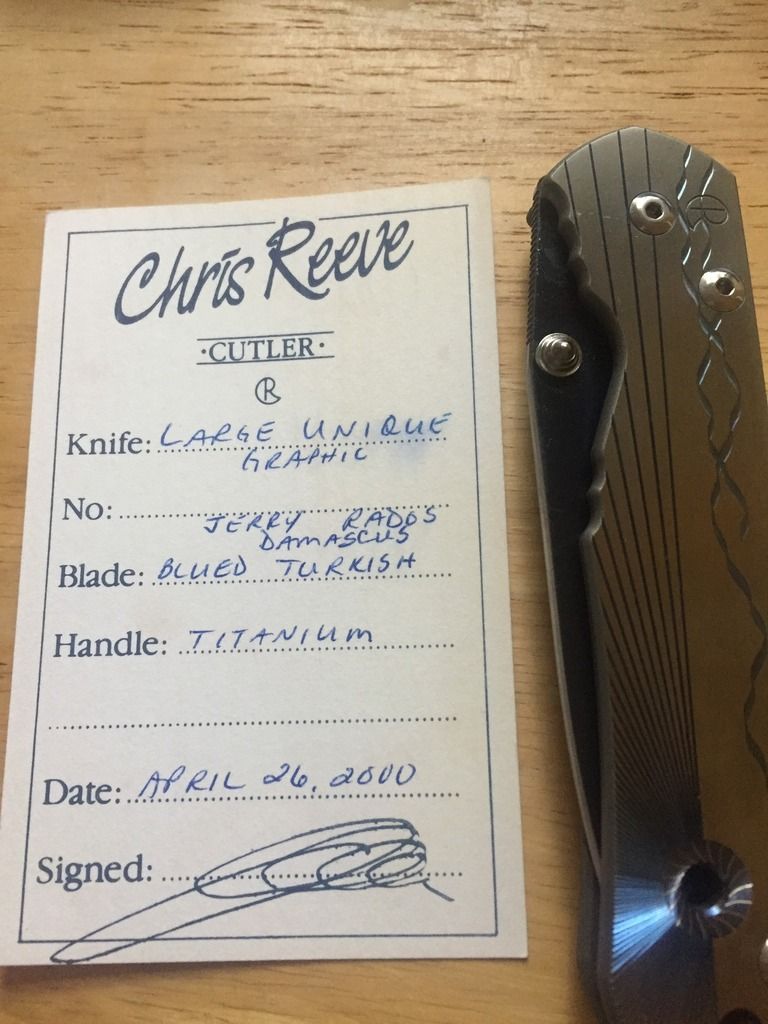 Chris Reeve
·CUTLER·
R
Knife: LARGE UNIQUE
GRAPHIC
No:
JERRY RADOS
DAMASCUS
Blade: BLUED TURKISH
Handle: TITANIUM
Date: APRIL 26, 2000
Signed: